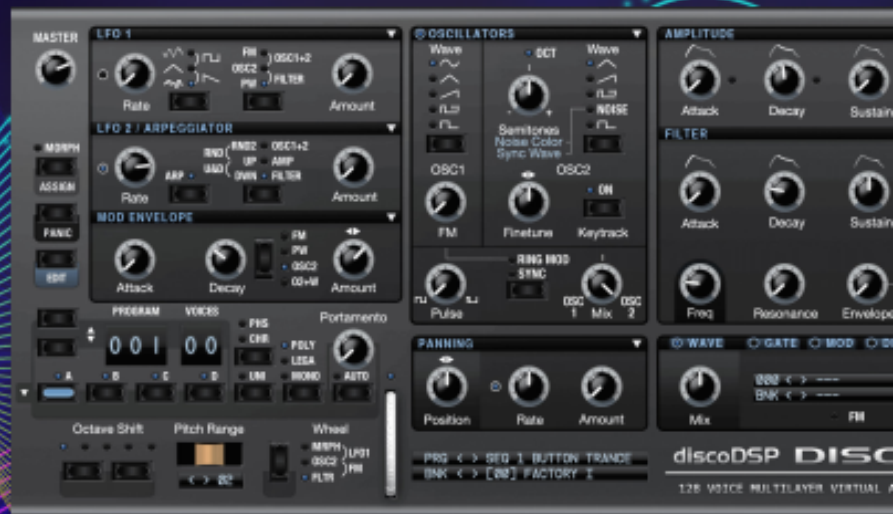 MASTER
MORPH
ASSIGN
PANIC
EDIT
LFO 1
Rate
FM
OSC2
PW
OSC1+2
FILTER
Amount
LFO 2 / ARPEGGIATOR
Rate
ARP
RND
U&D
RND2
UP
DWN
OSC1+2
AMP
FILTER
Amount
MOD ENVELOPE
Attack
Decay
FM
PW
OSC2
O2+W
Amount
PROGRAM
VOICES
001
00
A
B
C
D
PHS
CHR
UNI
POLY
LEGA
MONO
Portamento
AUTO
Octave Shift
Pitch Range
< > 02
Wheel
MRPH
OSC2
FLTR
LFO1
FM
OSCILLATORS
Wave
OCT
Wave
NOISE
- +
Semitones
Noise Color
Sync Wave
OSC1
OSC2
FM
Finetune
ON
Keytrack
RING MOD
SYNC
Pulse
OSC 1
Mix
OSC 2
PANNING
Position
Rate
Amount
PRG < > SEQ 1 BUTTON TRANCE
BNK < > [00] FACTORY I
AMPLITUDE
Attack
Decay
Sustain
FILTER
Attack
Decay
Sustain
Freq
Resonance
Envelope
WAVE
GATE
MOD
Mix
000 < > ---
BNK < > ---
FM
discoDSP DISCO
128 VOICE MULTILAYER VIRTUAL A